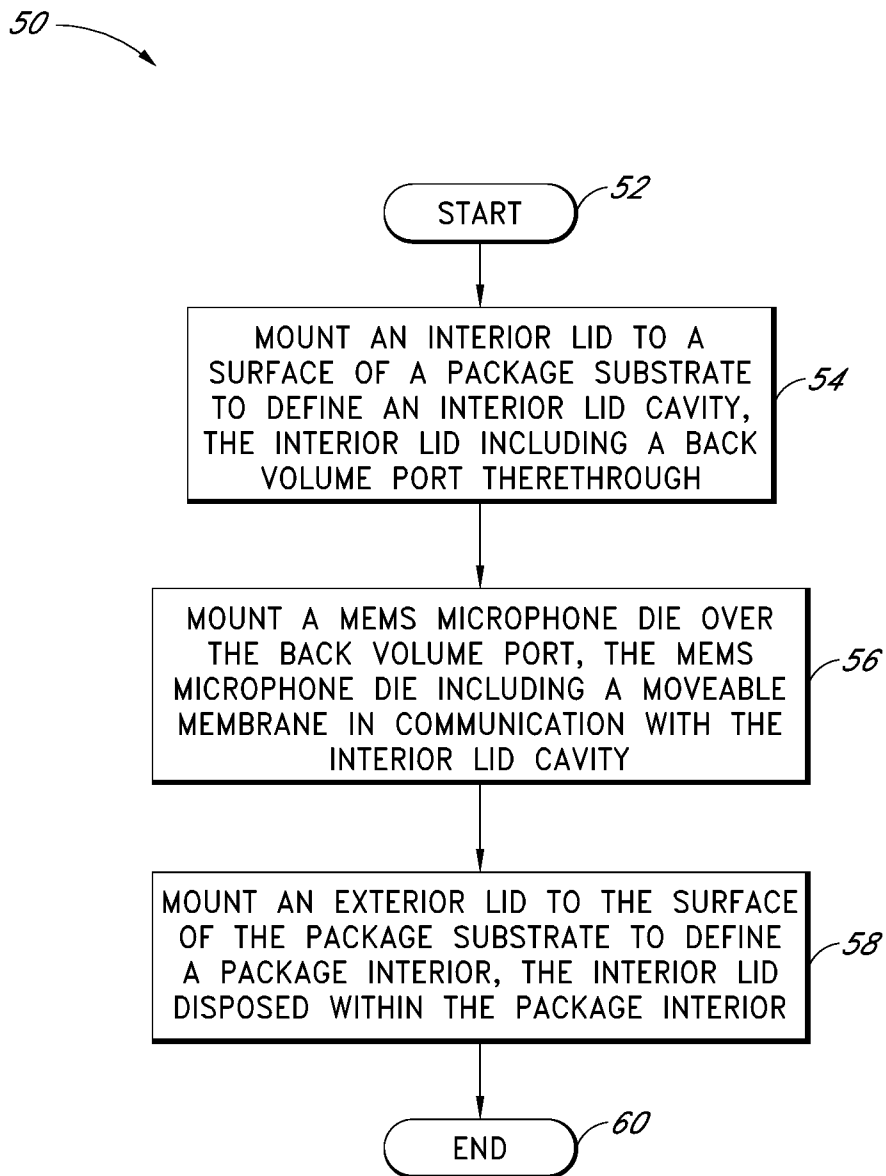 50
START
52
MOUNT AN INTERIOR LID TO A
SURFACE OF A PACKAGE SUBSTRATE
TO DEFINE AN INTERIOR LID CAVITY,
THE INTERIOR LID INCLUDING A BACK
VOLUME PORT THERETHROUGH
54
MOUNT A MEMS MICROPHONE DIE OVER
THE BACK VOLUME PORT, THE MEMS
MICROPHONE DIE INCLUDING A MOVEABLE
MEMBRANE IN COMMUNICATION WITH THE
INTERIOR LID CAVITY
56
MOUNT AN EXTERIOR LID TO THE SURFACE
OF THE PACKAGE SUBSTRATE TO DEFINE
A PACKAGE INTERIOR, THE INTERIOR LID
DISPOSED WITHIN THE PACKAGE INTERIOR
58
END
60